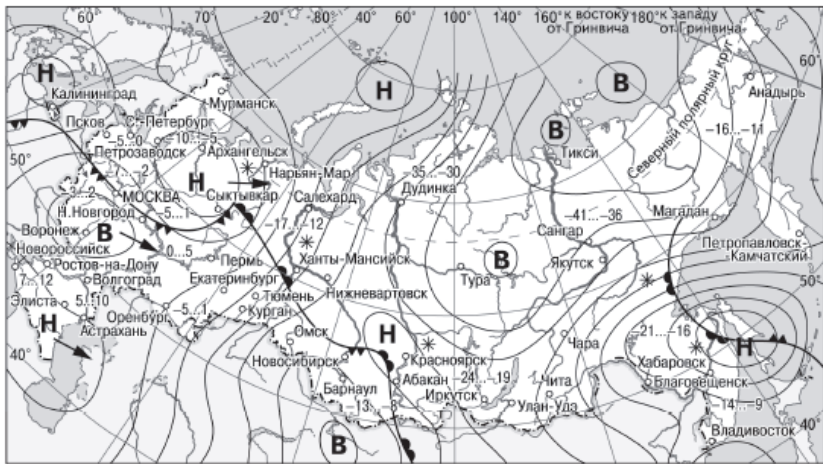 60° 70° 20° 80° 40° 60° 100° 140° 160° к востоку 180° к западу
от Гринвича от Гринвича
60°
Н
Калининград
Мурманск
Н
В
Северный полярный круг
Анадырь
Псков С.-Петербург
−5...0 −10...−5
В
−16...−11
50°
Петрозаводск Архангельск
Тикси
−7...−2
Нарьян-Мар
−35...−30
Н
Дудинка
−3...2 МОСКВА
Сыктывкар
Салехард
−41...−36
Магадан
Н.Новгород −5...−1
−17...−12
Воронеж В
Сангар
Петропавловск-
Камчатский
Новороссийск 0...5
Ханты-Мансийск
В
Якутск
Ростов-на-Дону Пермь
Тура
50°
7...12 Волгоград Екатеринбург
Нижневартовск
Элиста 5...10 Тюмень
−21...−16
Оренбург −5...−1 Курган
Н
Астрахань
Омск
Н
Чара
Хабаровск
Н
40°
Новосибирск
Красноярск
Благовещенск
Абакан −24...−19
Чита
Барнаул
Иркутск
−14...−9
−13...−8
Улан-Удэ
Владивосток 40°
В